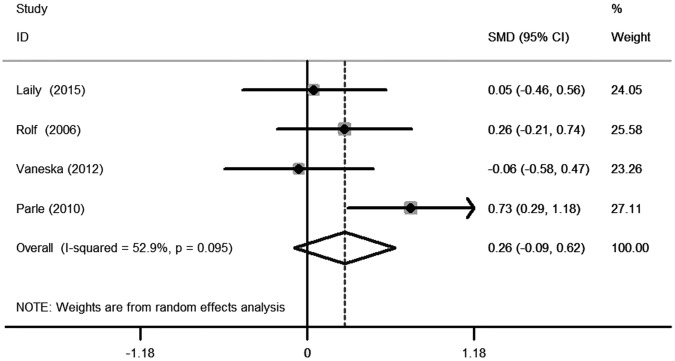 Study %
ID SMD (95% CI) Weight
Laily (2015) 0.05 (-0.46, 0.56) 24.05
Rolf (2006) 0.26 (-0.21, 0.74) 25.58
Vaneska (2012) -0.06 (-0.58, 0.47) 23.26
Parle (2010) 0.73 (0.29, 1.18) 27.11
Overall (I-squared = 52.9%, p = 0.095) 0.26 (-0.09, 0.62) 100.00
NOTE: Weights are from random effects analysis
-1.18 0 1.18